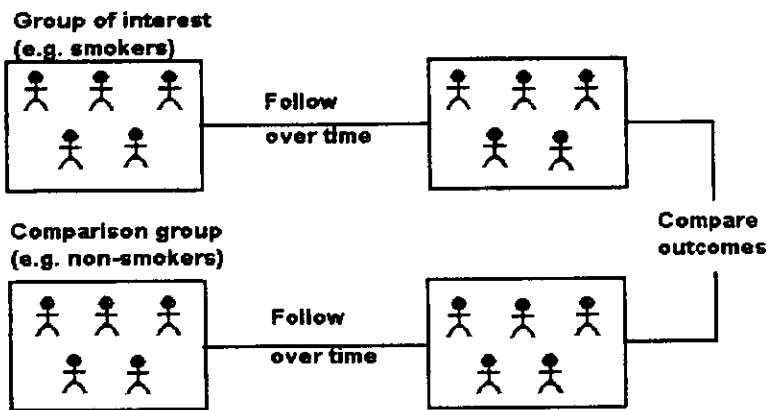 Group of interest
(e.g. smokers)
Follow
over time
Comparison group
(e.g. non-smokers)
Follow
over time
Compare
outcomes